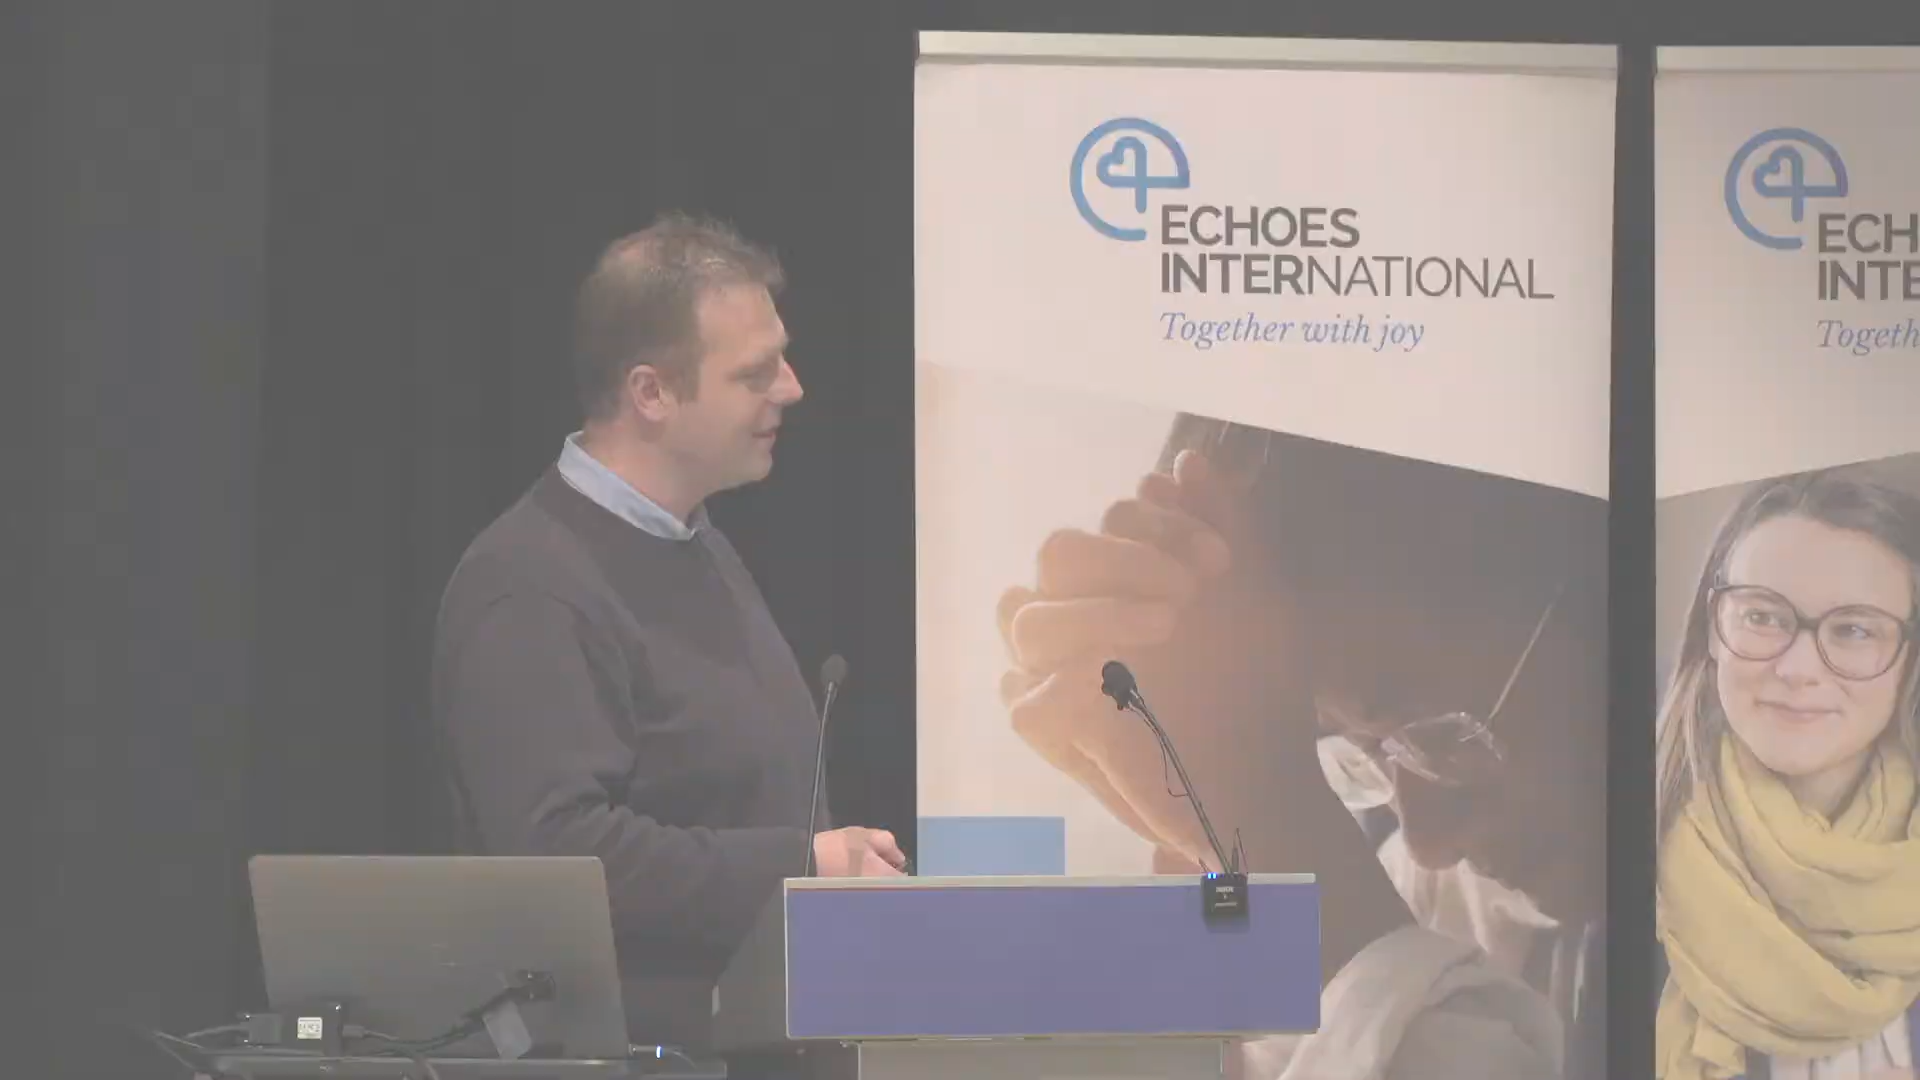 ECHOES
INTERNATIONAL
Together with joy
ECH
INTE
Togeth